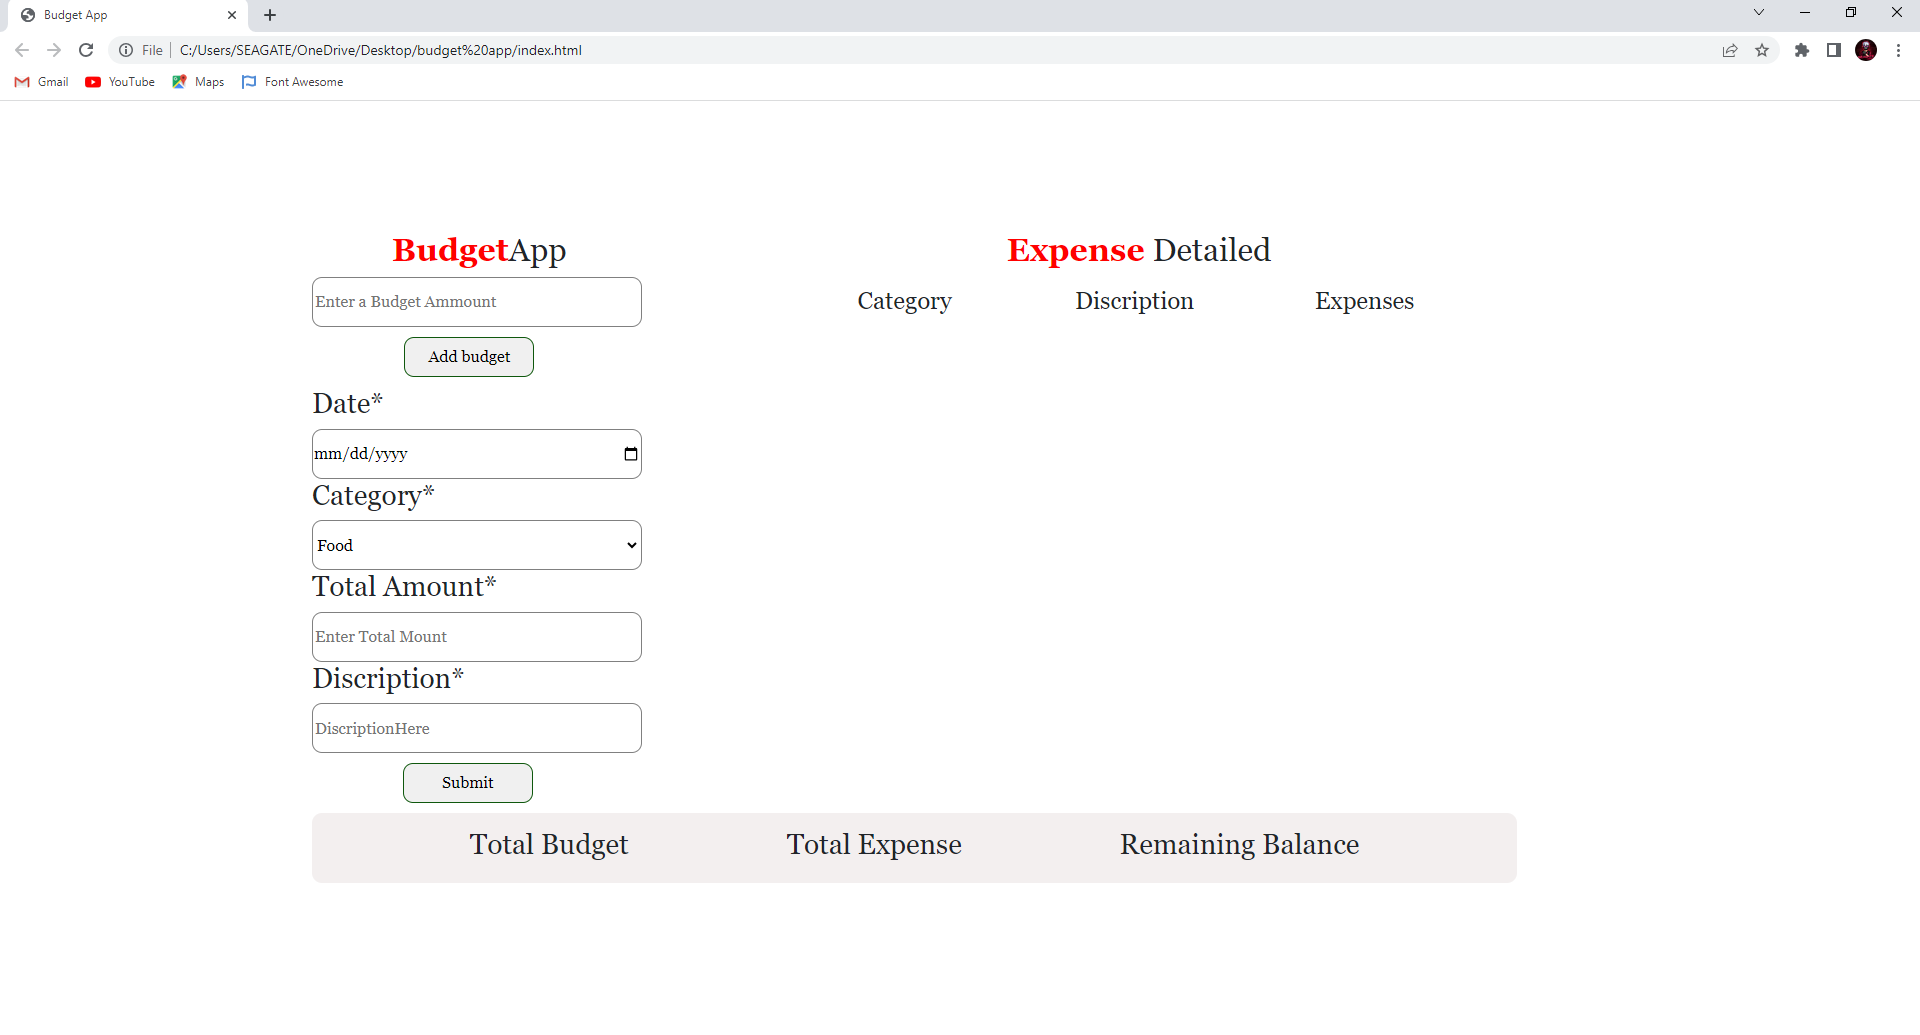 Budget App
File C:/Users/SEAGATE/OneDrive/Desktop/budget%20app/index.html
Gmail YouTube Maps Font Awesome
BudgetApp
Enter a Budget Ammount
Add budget
Date*
mm/dd/yyyy
Category*
Food
Total Amount*
Enter Total Mount
Discription*
DiscriptionHere
Submit
Expense Detailed
Category Discription Expenses
Total Budget Total Expense Remaining Balance